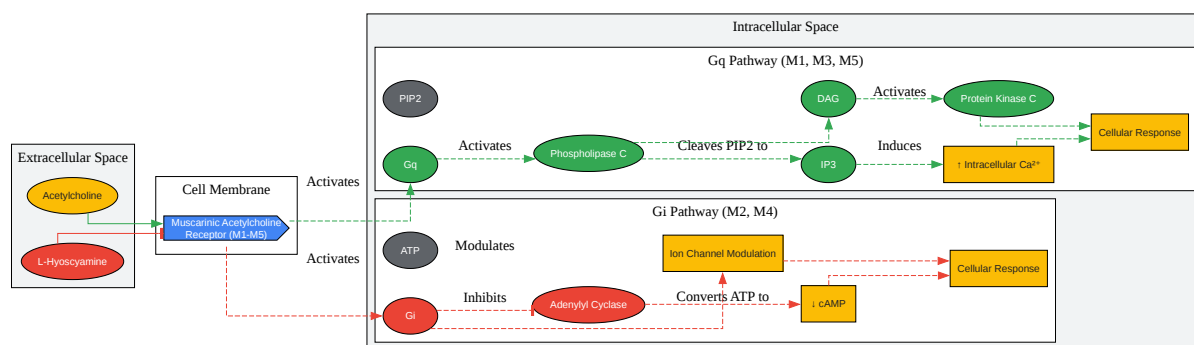 Intracellular Space
Gq Pathway (M1, M3, M5)
PIP2
DAG
Activates
Protein Kinase C
Cellular Response
Gq
Activates
Phospholipase C
Cleaves PIP2 to
IP3
Induces
↑ Intracellular Ca²⁺
Extracellular Space
Acetylcholine
L-Hyoscyamine
Cell Membrane
Muscarinic Acetylcholine
Receptor (M1-M5)
Activates
Activates
Gi Pathway (M2, M4)
ATP
Modulates
Ion Channel Modulation
Cellular Response
Gi
Inhibits
Adenylyl Cyclase
Converts ATP to
↓ cAMP